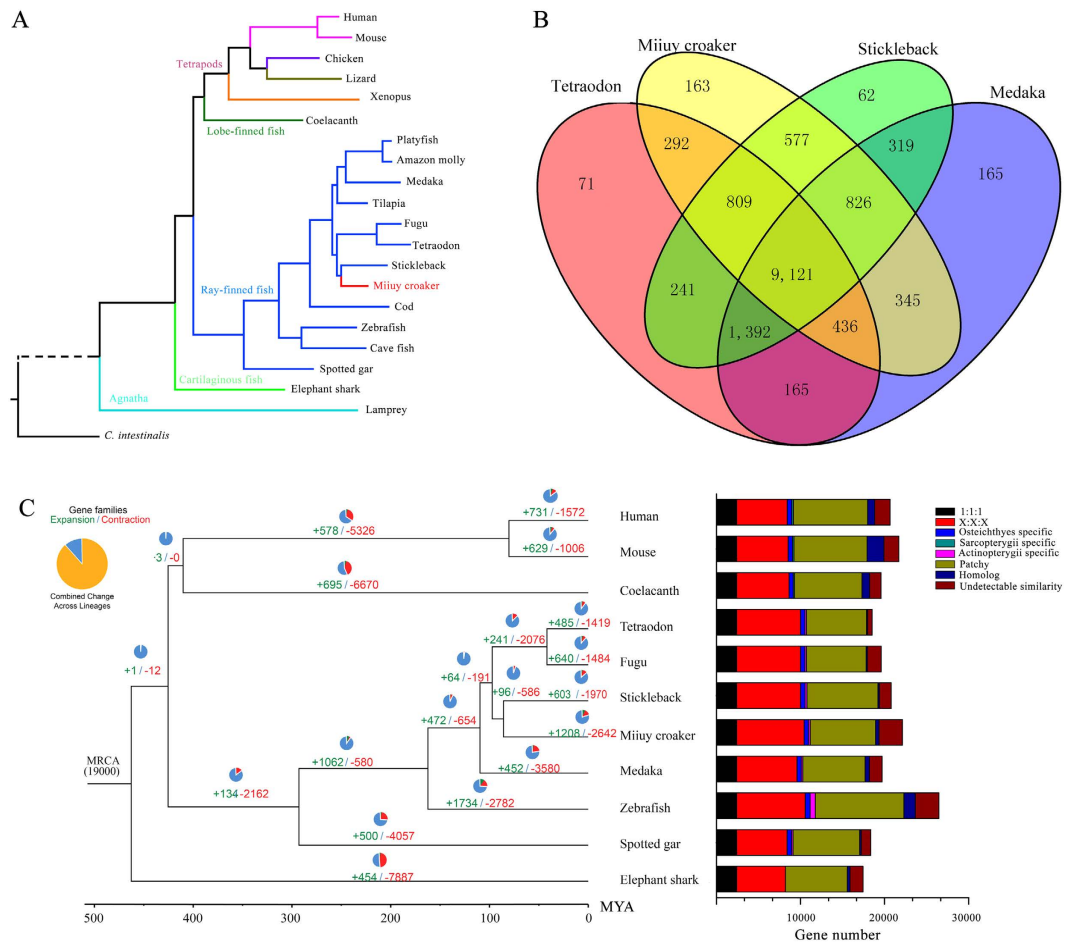 A
Human
Mouse
Chicken
Tetrapods
Lizard
Xenopus
Coelacanth
Lobe-finned fish
Platyfish
Amazon molly
Medaka
Tilapia
Fugu
Tetraodon
Stickleback
Ray-finned fish
Miiuy croaker
Cod
Zebrafish
Cave fish
Spotted gar
Cartilaginous fish
Elephant shark
Agnatha
Lamprey
C. intestinalis
B
Miiuy croaker
Stickleback
Tetraodon
Medaka
163
62
292
577
319
71
165
809
826
9,121
241
345
1,392
436
165
C
Gene families
Expansion / Contraction
Combined Change
Across Lineages
+731 / -1572
Human
+578 / -5326
+629 / -1006
Mouse
·3 / -0
+695 / -6670
Coelacanth
+485 / -1419
Tetraodon
+241 / -2076
+640 / -1484
Fugu
+1 / -12
+64 / -191
+96 / -586
+603 / -1970
Stickleback
+472 / -654
+1208 / -2642
Miiuy croaker
MRCA
(19000)
+1062 / -580
+452 / -3580
Medaka
+134 -2162
+1734 / -2782
Zebrafish
+500 / -4057
Spotted gar
+454 / -7887
Elephant shark
500
400
300
200
100
0
MYA
1:1:1
X:X:X
Osteichthyes specific
Sarcopterygii specific
Actinopterygii specific
Patchy
Homolog
Undetectable similarity
10000
20000
30000
Gene number